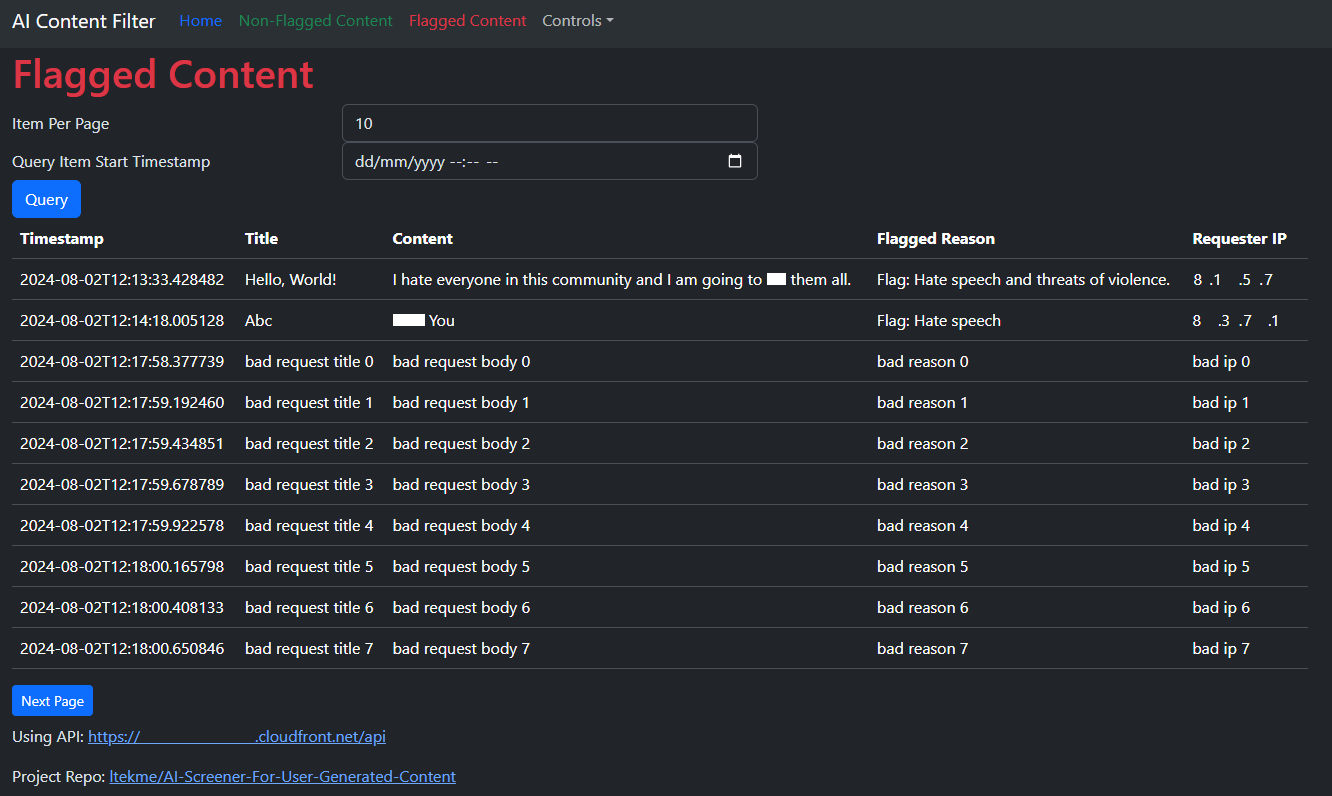 AI Content Filter Home Non-Flagged Content Flagged Content Controls
Flagged Content
Item Per Page 10
Query Item Start Timestamp dd/mm/yyyy --:-- --
Query
Timestamp Title Content Flagged Reason Requester IP
2024-08-02T12:13:33.428482 Hello, World! I hate everyone in this community and I am going to them all. Flag: Hate speech and threats of violence. 8 .1 .5 .7
2024-08-02T12:14:18.005128 Abc You Flag: Hate speech 8 .3 .7 .1
2024-08-02T12:17:58.377739 bad request title 0 bad request body 0 bad reason 0 bad ip 0
2024-08-02T12:17:59.192460 bad request title 1 bad request body 1 bad reason 1 bad ip 1
2024-08-02T12:17:59.434851 bad request title 2 bad request body 2 bad reason 2 bad ip 2
2024-08-02T12:17:59.678789 bad request title 3 bad request body 3 bad reason 3 bad ip 3
2024-08-02T12:17:59.922578 bad request title 4 bad request body 4 bad reason 4 bad ip 4
2024-08-02T12:18:00.165798 bad request title 5 bad request body 5 bad reason 5 bad ip 5
2024-08-02T12:18:00.408133 bad request title 6 bad request body 6 bad reason 6 bad ip 6
2024-08-02T12:18:00.650846 bad request title 7 bad request body 7 bad reason 7 bad ip 7
Next Page
Using API: https:// .cloudfront.net/api
Project Repo: ltekme/AI-Screener-For-User-Generated-Content